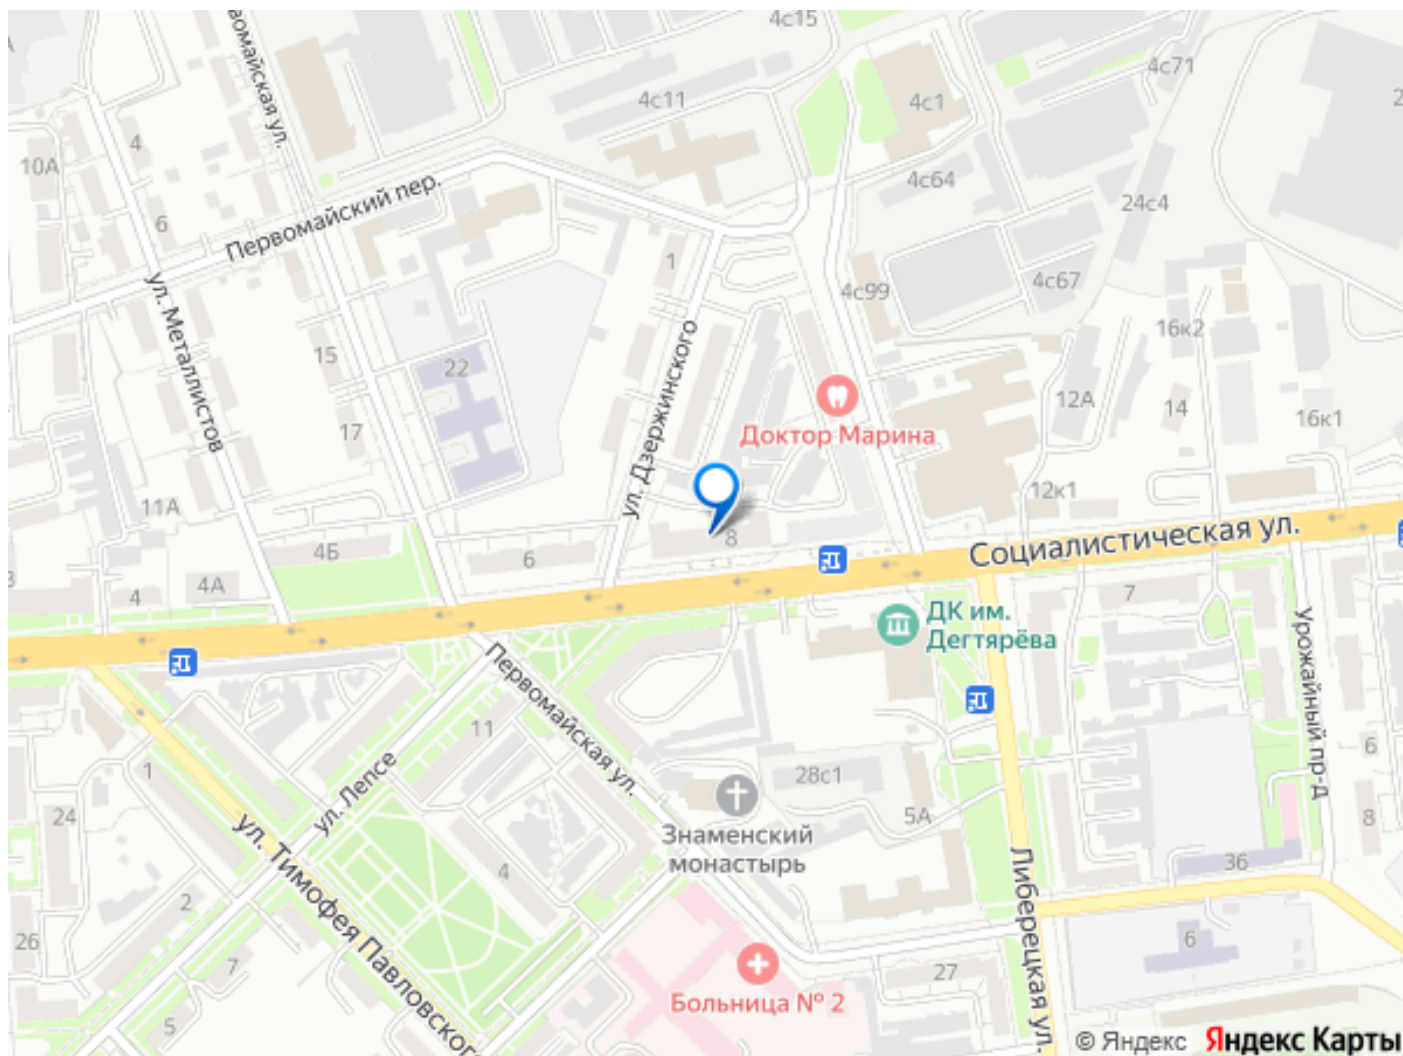 4с15
4с71
вомайская ул.
4с11
4с1
2
4
10А
4с64
24с4
Первомайский пер.
6
1
4с99
4с67
ул. Металлистов
ул. Дзержинского
16к2
15
22
Доктор Марина
12А
14
16к1
17
11А
12к1
8
Социалистическая ул.
4Б
6
4А
4
7
ДК им.
Дегтярёва
Урожайный пр-д
Первомайская ул.
11
6
1
28с1
ул. Лепсе
24
5А
8
Знаменский
монастырь
ул. Тимофея Павловского
4
36
Либерецкая ул.
2
26
6
7
27
Больница № 2
5
© Яндекс Яндекс Карты